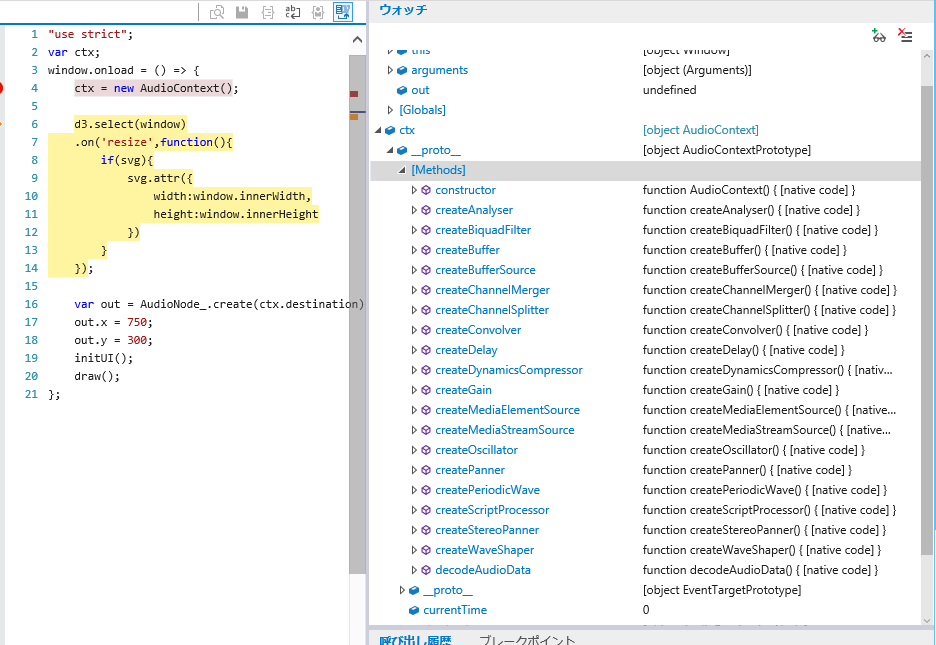 1 "use strict";
2 var ctx;
3 window.onload = () => {
4 ctx = new AudioContext();
5
6 d3.select(window)
7 .on('resize',function(){
8 if(svg){
9 svg.attr({
10 width:window.innerWidth,
11 height:window.innerHeight
12 })
13 }
14 });
15
16 var out = AudioNode_.create(ctx.destination)
17 out.x = 750;
18 out.y = 300;
19 initUI();
20 draw();
21 };
ウォッチ
this [object Window]
arguments [object (Arguments)]
out undefined
[Globals]
ctx [object AudioContext]
__proto__ [object AudioContextPrototype]
[Methods]
constructor function AudioContext() { [native code] }
createAnalyser function createAnalyser() { [native code] }
createBiquadFilter function createBiquadFilter() { [native code] }
createBuffer function createBuffer() { [native code] }
createBufferSource function createBufferSource() { [native code] }
createChannelMerger function createChannelMerger() { [native code] }
createChannelSplitter function createChannelSplitter() { [native code] }
createConvolver function createConvolver() { [native code] }
createDelay function createDelay() { [native code] }
createDynamicsCompressor function createDynamicsCompressor() { [nativ...
createGain function createGain() { [native code] }
createMediaElementSource function createMediaElementSource() { [native...
createMediaStreamSource function createMediaStreamSource() { [native...
createOscillator function createOscillator() { [native code] }
createPanner function createPanner() { [native code] }
createPeriodicWave function createPeriodicWave() { [native code] }
createScriptProcessor function createScriptProcessor() { [native code] }
createStereoPanner function createStereoPanner() { [native code] }
createWaveShaper function createWaveShaper() { [native code] }
decodeAudioData function decodeAudioData() { [native code] }
__proto__ [object EventTargetPrototype]
currentTime 0
呼び出し履歴 ブレークポイント